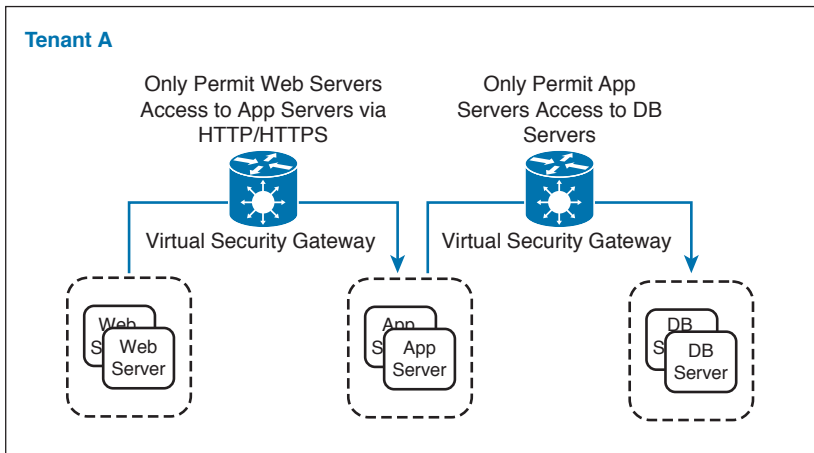 Tenant A
Only Permit Web Servers
Access to App Servers via
HTTP/HTTPS
Only Permit App
Servers Access to DB
Servers
Virtual Security Gateway
Virtual Security Gateway
Web
S
Web
Server
App
S
App
Server
DB
S
DB
Server